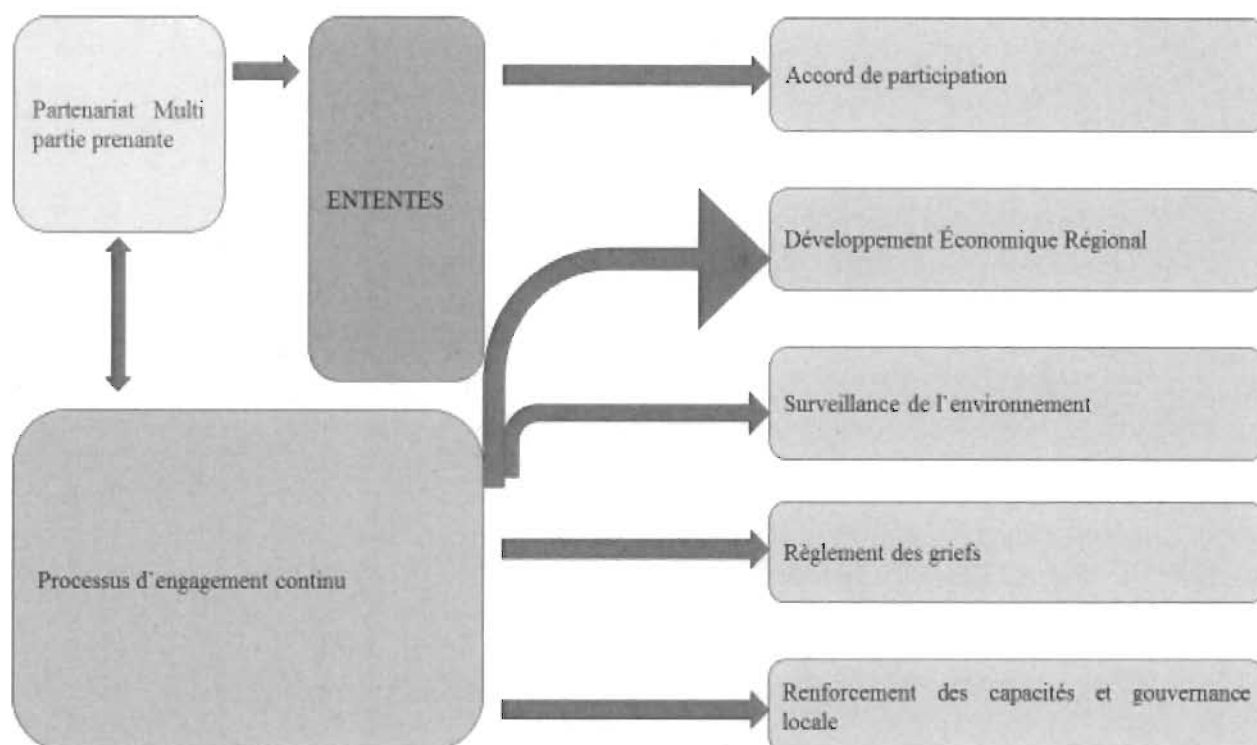 Partenariat Multi
partie prenante
ENTENTES
Accord de participation
Développement Économique Régional
Surveillance de l`environnement
Processus d`engagement continu
Règlement des griefs
Renforcement des capacités et gouvernance
locale